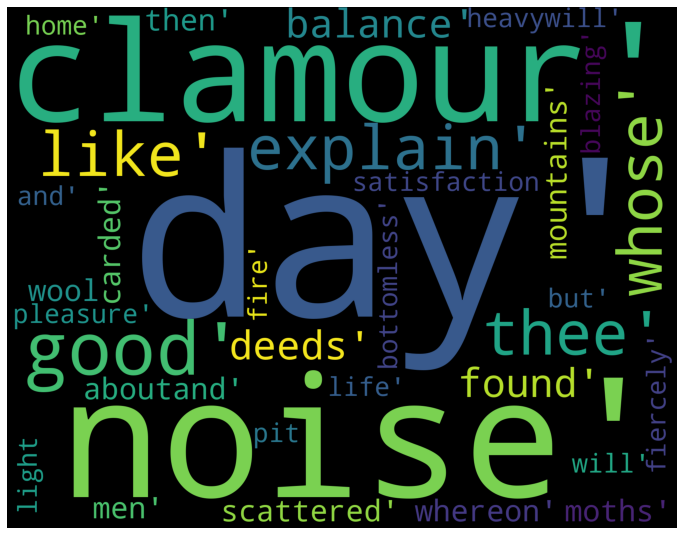 home' then' balance' heavywill'
clamour'
like' explain' blazing' whose'
and' carded' satisfaction mountains'
day'
wool fire' bottomless' but'
pleasure'
good' deeds' thee'
aboutand' life' found' fiercely'
noise'
pit
light will'
men' scattered' whereon' moths'